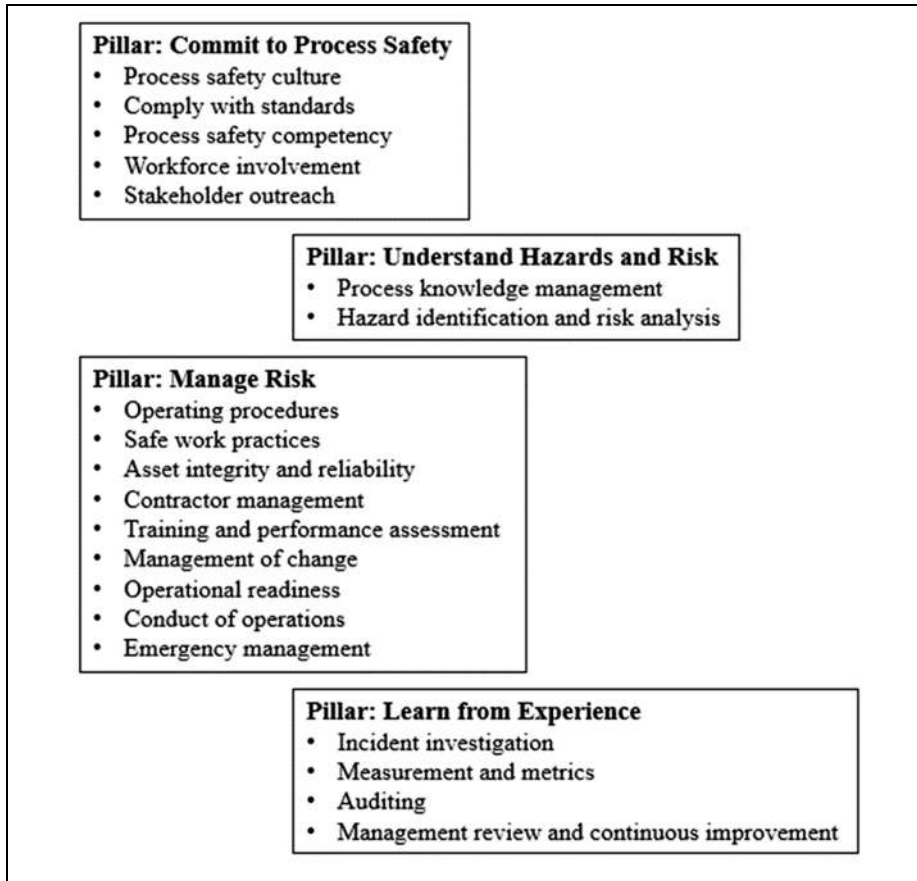 Pillar: Commit to Process Safety
• Process safety culture
• Comply with standards
• Process safety competency
• Workforce involvement
• Stakeholder outreach
Pillar: Understand Hazards and Risk
• Process knowledge management
• Hazard identification and risk analysis
Pillar: Manage Risk
• Operating procedures
• Safe work practices
• Asset integrity and reliability
• Contractor management
• Training and performance assessment
• Management of change
• Operational readiness
• Conduct of operations
• Emergency management
Pillar: Learn from Experience
• Incident investigation
• Measurement and metrics
• Auditing
• Management review and continuous improvement